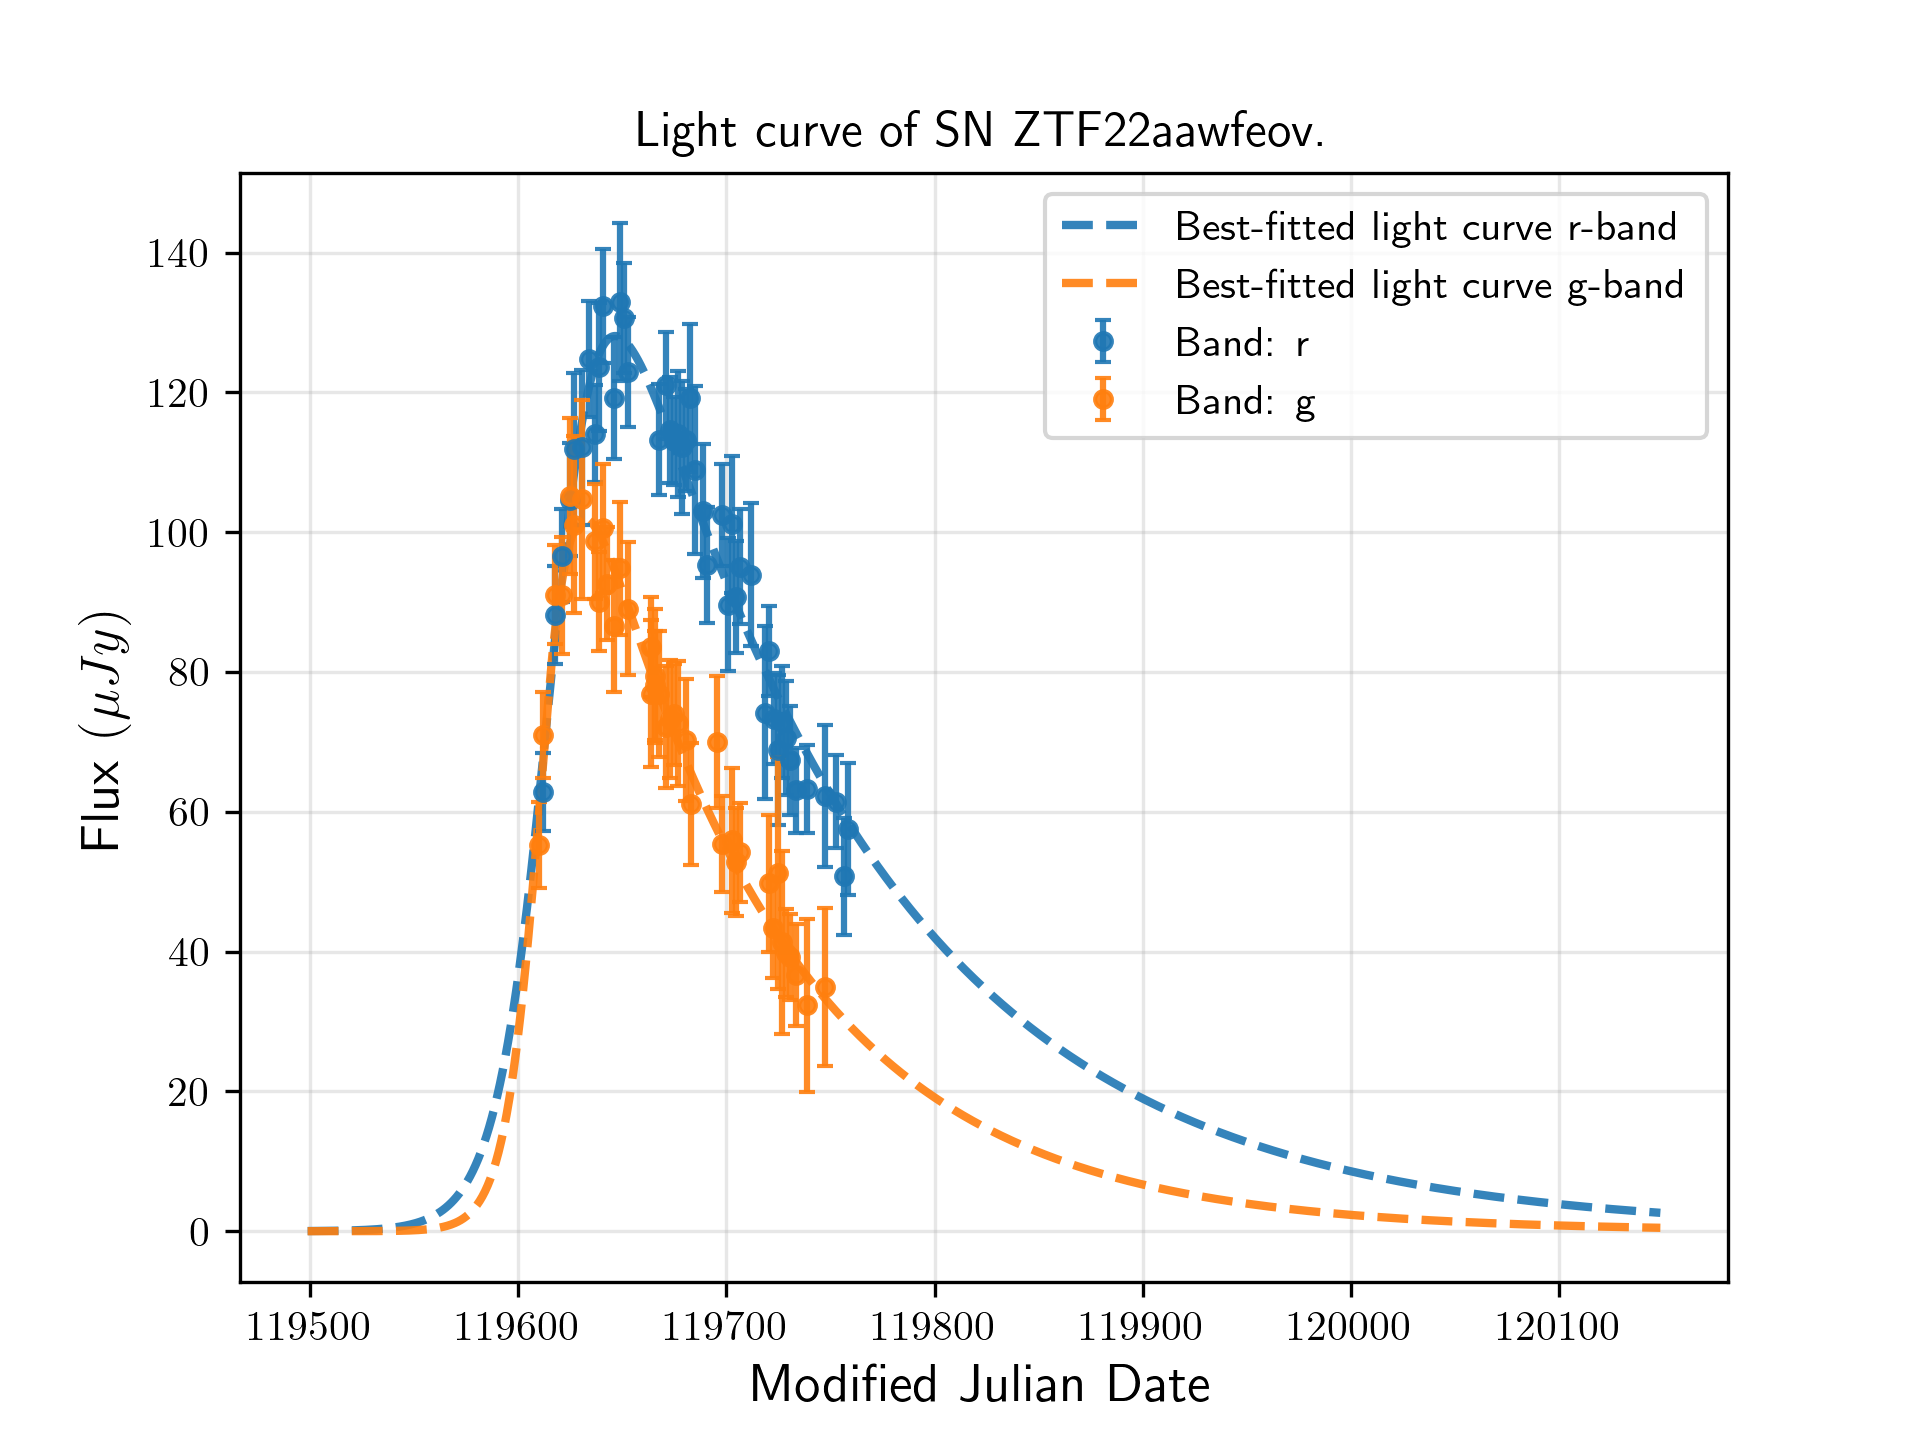 Light curve of SN ZTF22aawfeov.
Best-fitted light curve r-band
Best-fitted light curve g-band
Band: r
Band: g
Flux (μJy)
140
120
100
80
60
40
20
0
119500 119600 119700 119800 119900 120000 120100
Modified Julian Date